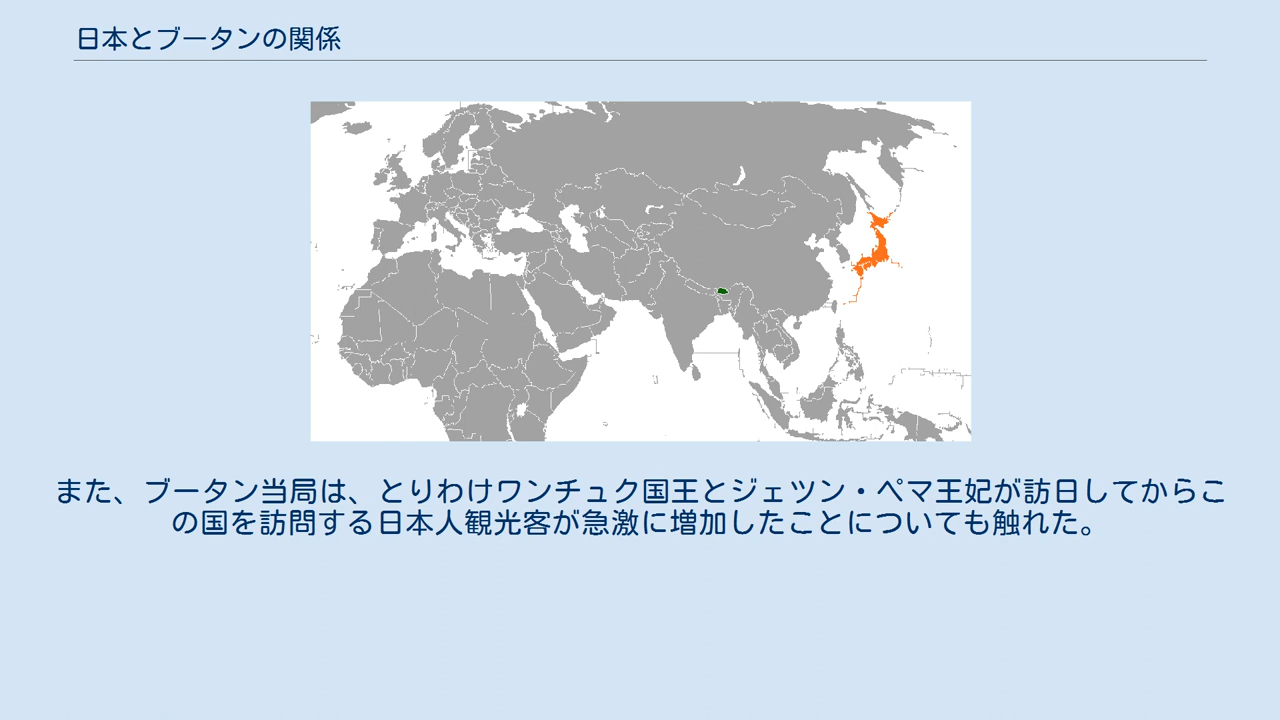 日本とブータンの関係
また、ブータン当局は、とりわけワンチュク国王とジェツン・ペマ王妃が訪日してからこ
の国を訪問する日本人観光客が急激に増加したことについても触れた。